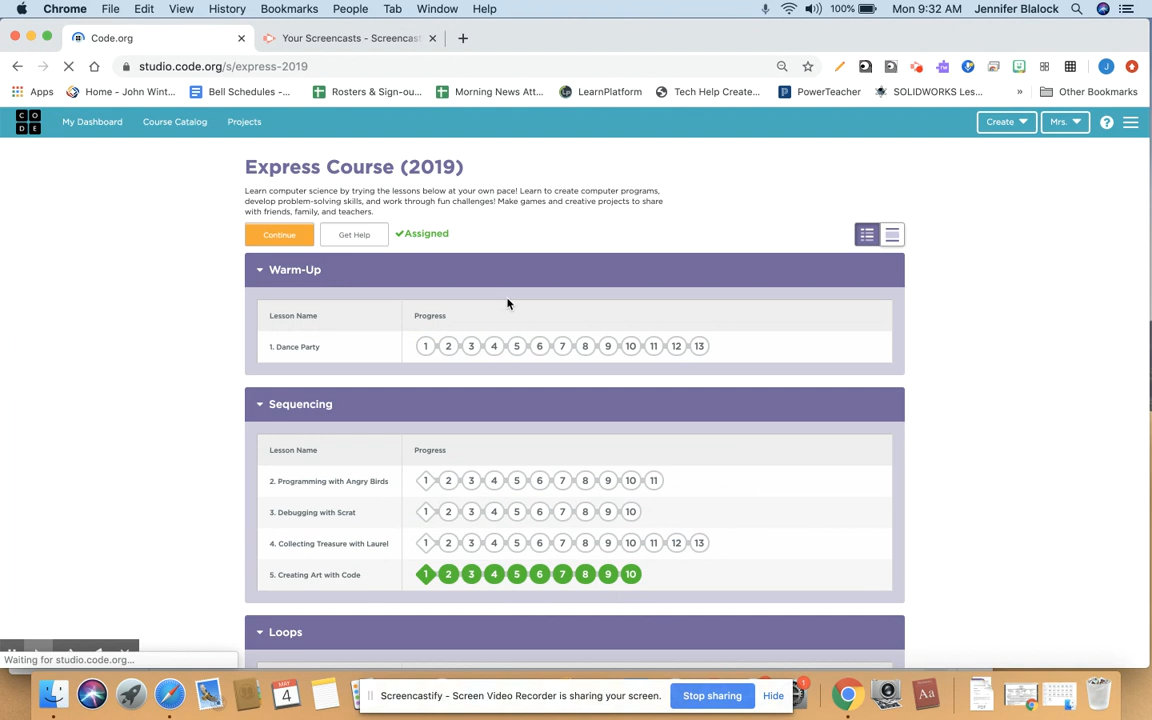 Chrome File Edit View History Bookmarks People Tab Window Help 100% Mon 9:32 AM Jennifer Blalock
Code.org Your Screencasts - Screencast
studio.code.org/s/express-2019 J
Apps Home - John Wint... Bell Schedules -... Rosters & Sign-ou... Morning News Att... LearnPlatform Tech Help Create... PowerTeacher SOLIDWORKS Les... » Other Bookmarks
C O D E My Dashboard Course Catalog Projects Create Mrs. ?
Express Course (2019)
Learn computer science by trying the lessons below at your own pace! Learn to create computer programs,
develop problem-solving skills, and work through fun challenges! Make games and creative projects to share
with friends, family, and teachers.
Continue Get Help Assigned
Warm-Up
Lesson Name Progress
1. Dance Party 1 2 3 4 5 6 7 8 9 10 11 12 13
Sequencing
Lesson Name Progress
2. Programming with Angry Birds 1 2 3 4 5 6 7 8 9 10 11
3. Debugging with Scrat 1 2 3 4 5 6 7 8 9 10
4. Collecting Treasure with Laurel 1 2 3 4 5 6 7 8 9 10 11 12 13
5. Creating Art with Code 1 2 3 4 5 6 7 8 9 10
Loops
Waiting for studio.code.org...
MAY 4 Screencastify - Screen Video Recorder is sharing your screen. Stop sharing Hide 1 Aa PDF